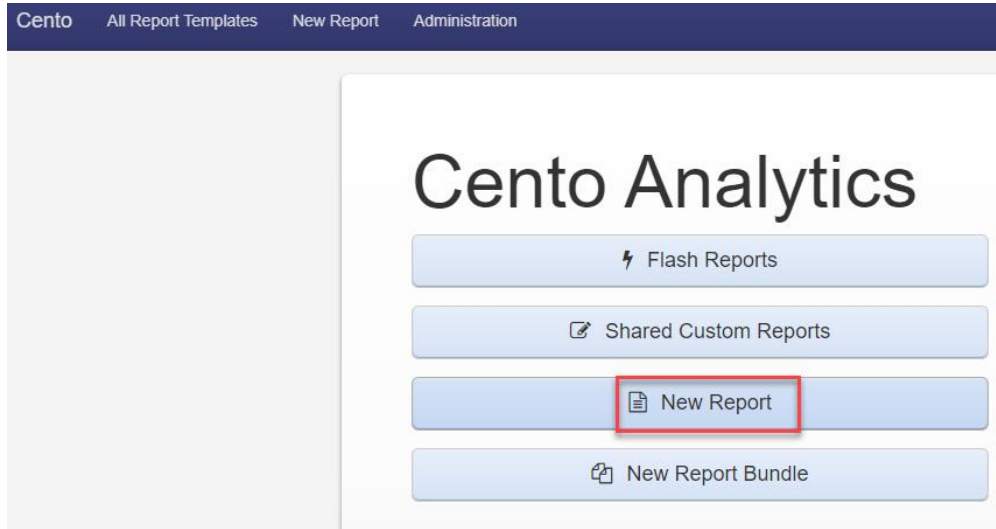 Cento All Report Templates New Report Administration
Cento Analytics
Flash Reports
Shared Custom Reports
New Report
New Report Bundle